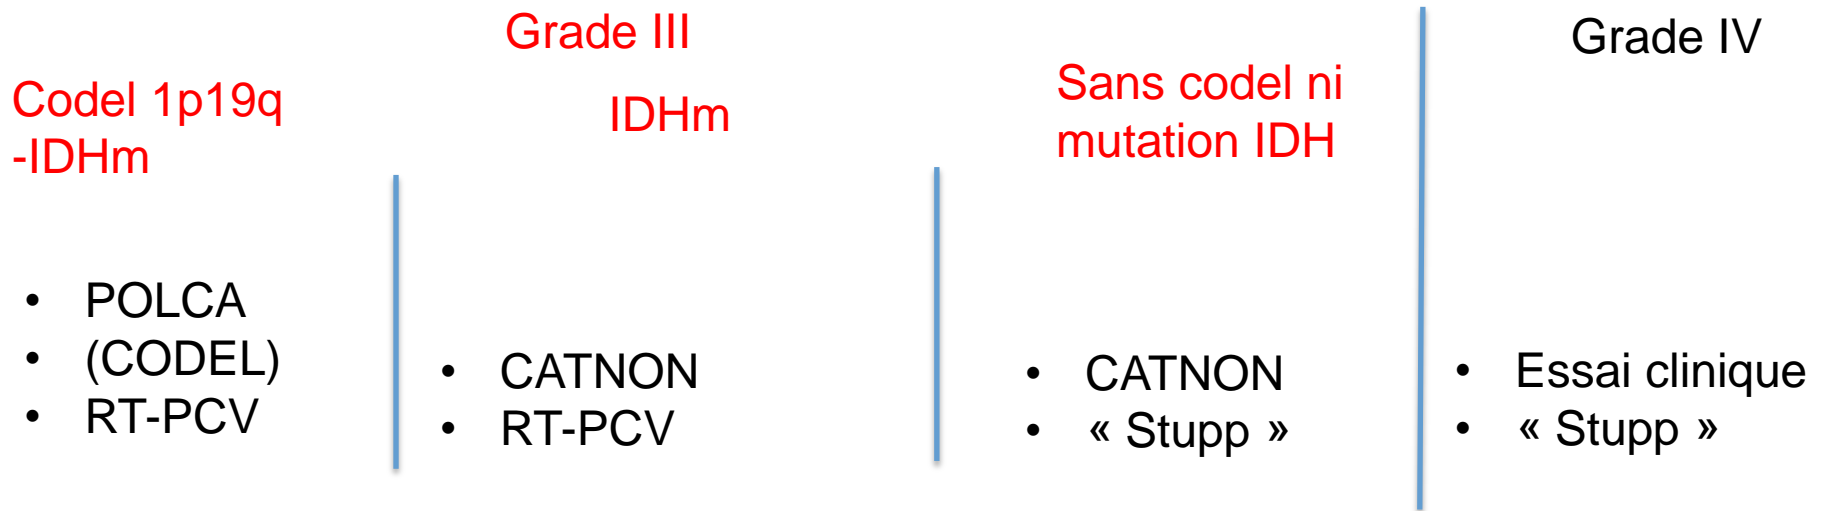 Grade III
Grade IV
Codel 1p19q
-IDHm
IDHm
Sans codel ni
mutation IDH
• POLCA
• (CODEL)
• RT-PCV
• CATNON
• RT-PCV
• CATNON
• « Stupp »
• Essai clinique
• « Stupp »